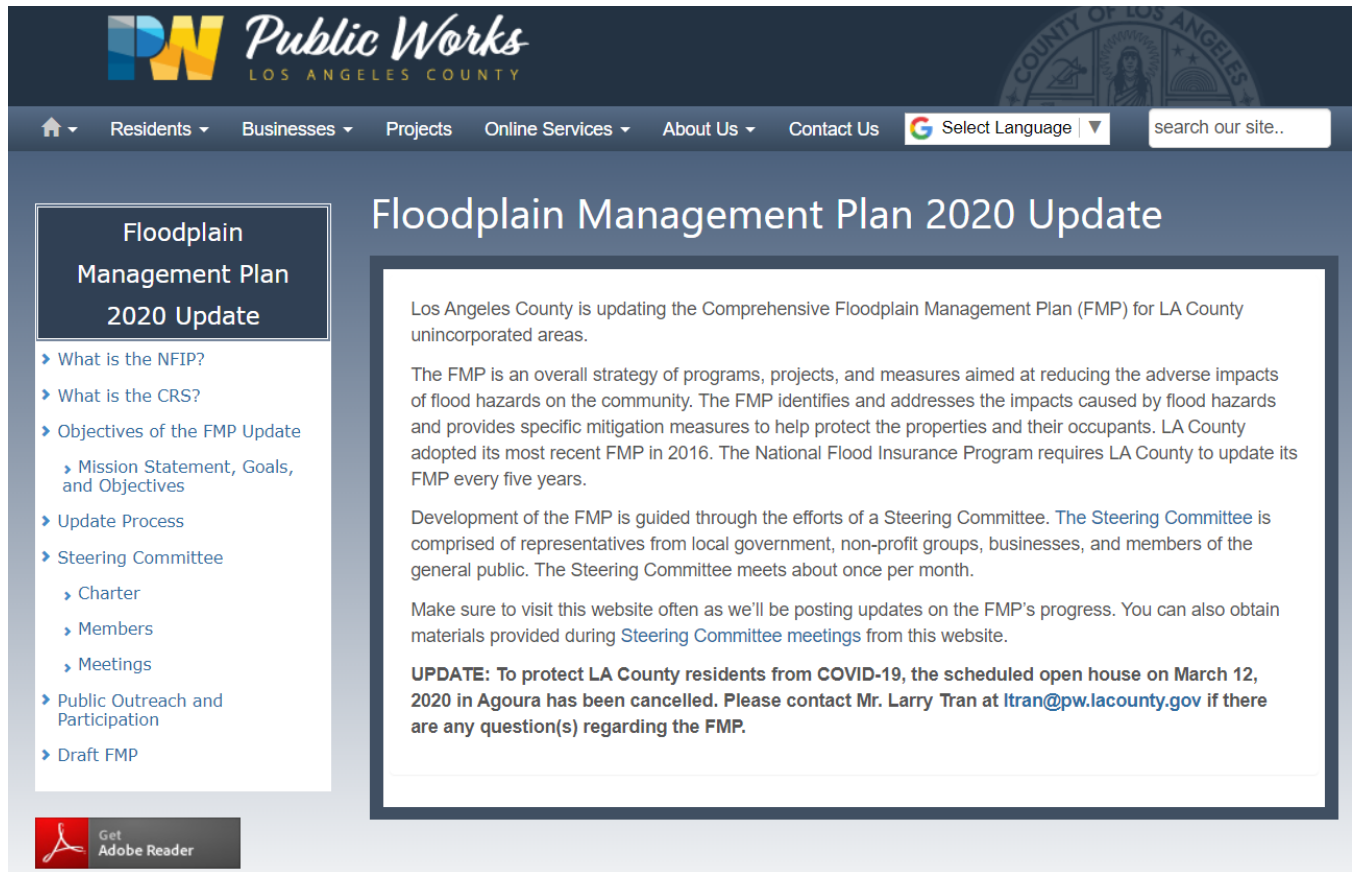 PW Public Works
LOS ANGELES COUNTY
COUNTY OF LOS ANGELES
Residents
Businesses
Projects
Online Services
About Us
Contact Us
G Select Language ▼
search our site..
Floodplain
Management Plan
2020 Update
What is the NFIP?
What is the CRS?
Objectives of the FMP Update
Mission Statement, Goals,
and Objectives
Update Process
Steering Committee
Charter
Members
Meetings
Public Outreach and
Participation
Draft FMP
Get
Adobe Reader
Floodplain Management Plan 2020 Update
Los Angeles County is updating the Comprehensive Floodplain Management Plan (FMP) for LA County
unincorporated areas.
The FMP is an overall strategy of programs, projects, and measures aimed at reducing the adverse impacts
of flood hazards on the community. The FMP identifies and addresses the impacts caused by flood hazards
and provides specific mitigation measures to help protect the properties and their occupants. LA County
adopted its most recent FMP in 2016. The National Flood Insurance Program requires LA County to update its
FMP every five years.
Development of the FMP is guided through the efforts of a Steering Committee. The Steering Committee is
comprised of representatives from local government, non-profit groups, businesses, and members of the
general public. The Steering Committee meets about once per month.
Make sure to visit this website often as we'll be posting updates on the FMP's progress. You can also obtain
materials provided during Steering Committee meetings from this website.
UPDATE: To protect LA County residents from COVID-19, the scheduled open house on March 12,
2020 in Agoura has been cancelled. Please contact Mr. Larry Tran at ltran@pw.lacounty.gov if there
are any question(s) regarding the FMP.